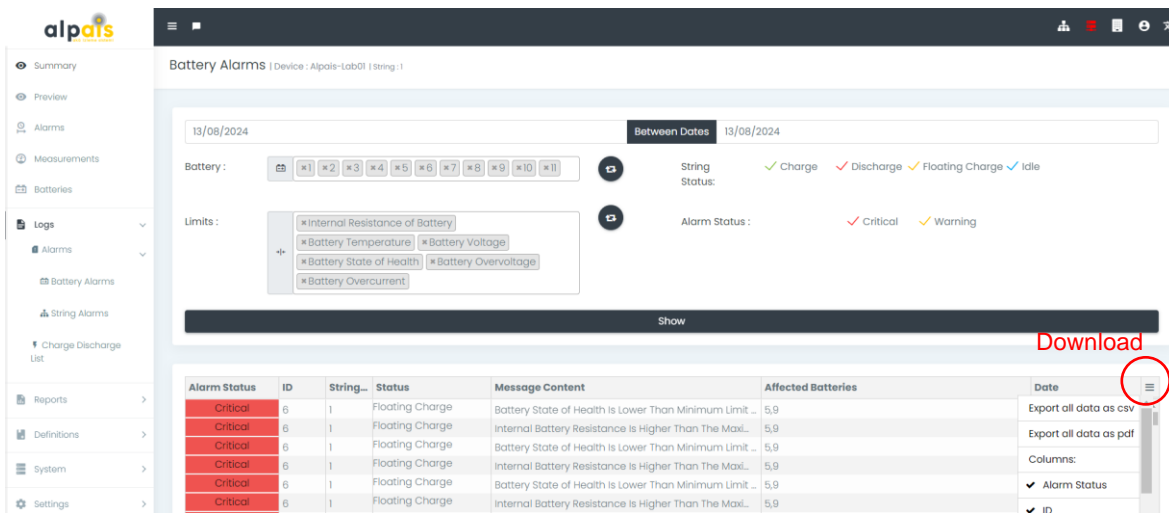 alpais
Battery Alarms | Device : Alpais-Lab01 | String : 1
Summary
Preview
Alarms
Measurements
Batteries
Logs
Alarms
Battery Alarms
String Alarms
Charge Discharge
List
Reports
Definitions
System
Settings
13/08/2024 Between Dates 13/08/2024
Battery : ×1 ×2 ×3 ×4 ×5 ×6 ×7 ×8 ×9 ×10 ×11
String
Status:
Charge Discharge Floating Charge Idle
Limits :
×Internal Resistance of Battery
×Battery Temperature ×Battery Voltage
×Battery State of Health ×Battery Overvoltage
×Battery Overcurrent
Alarm Status : Critical Warning
Show
Download
Alarm Status ID String... Status Message Content Affected Batteries Date
Critical 6 1 Floating Charge Battery State of Health Is Lower Than Minimum Limit ... 5,9
Critical 6 1 Floating Charge Internal Battery Resistance Is Higher Than The Maxi... 5,9
Critical 6 1 Floating Charge Battery State of Health Is Lower Than Minimum Limit ... 5,9
Critical 6 1 Floating Charge Internal Battery Resistance Is Higher Than The Maxi... 5,9
Critical 6 1 Floating Charge Battery State of Health Is Lower Than Minimum Limit ... 5,9
Critical 6 1 Floating Charge Internal Battery Resistance Is Higher Than The Maxi... 5,9
Export all data as csv
Export all data as pdf
Columns:
Alarm Status
ID